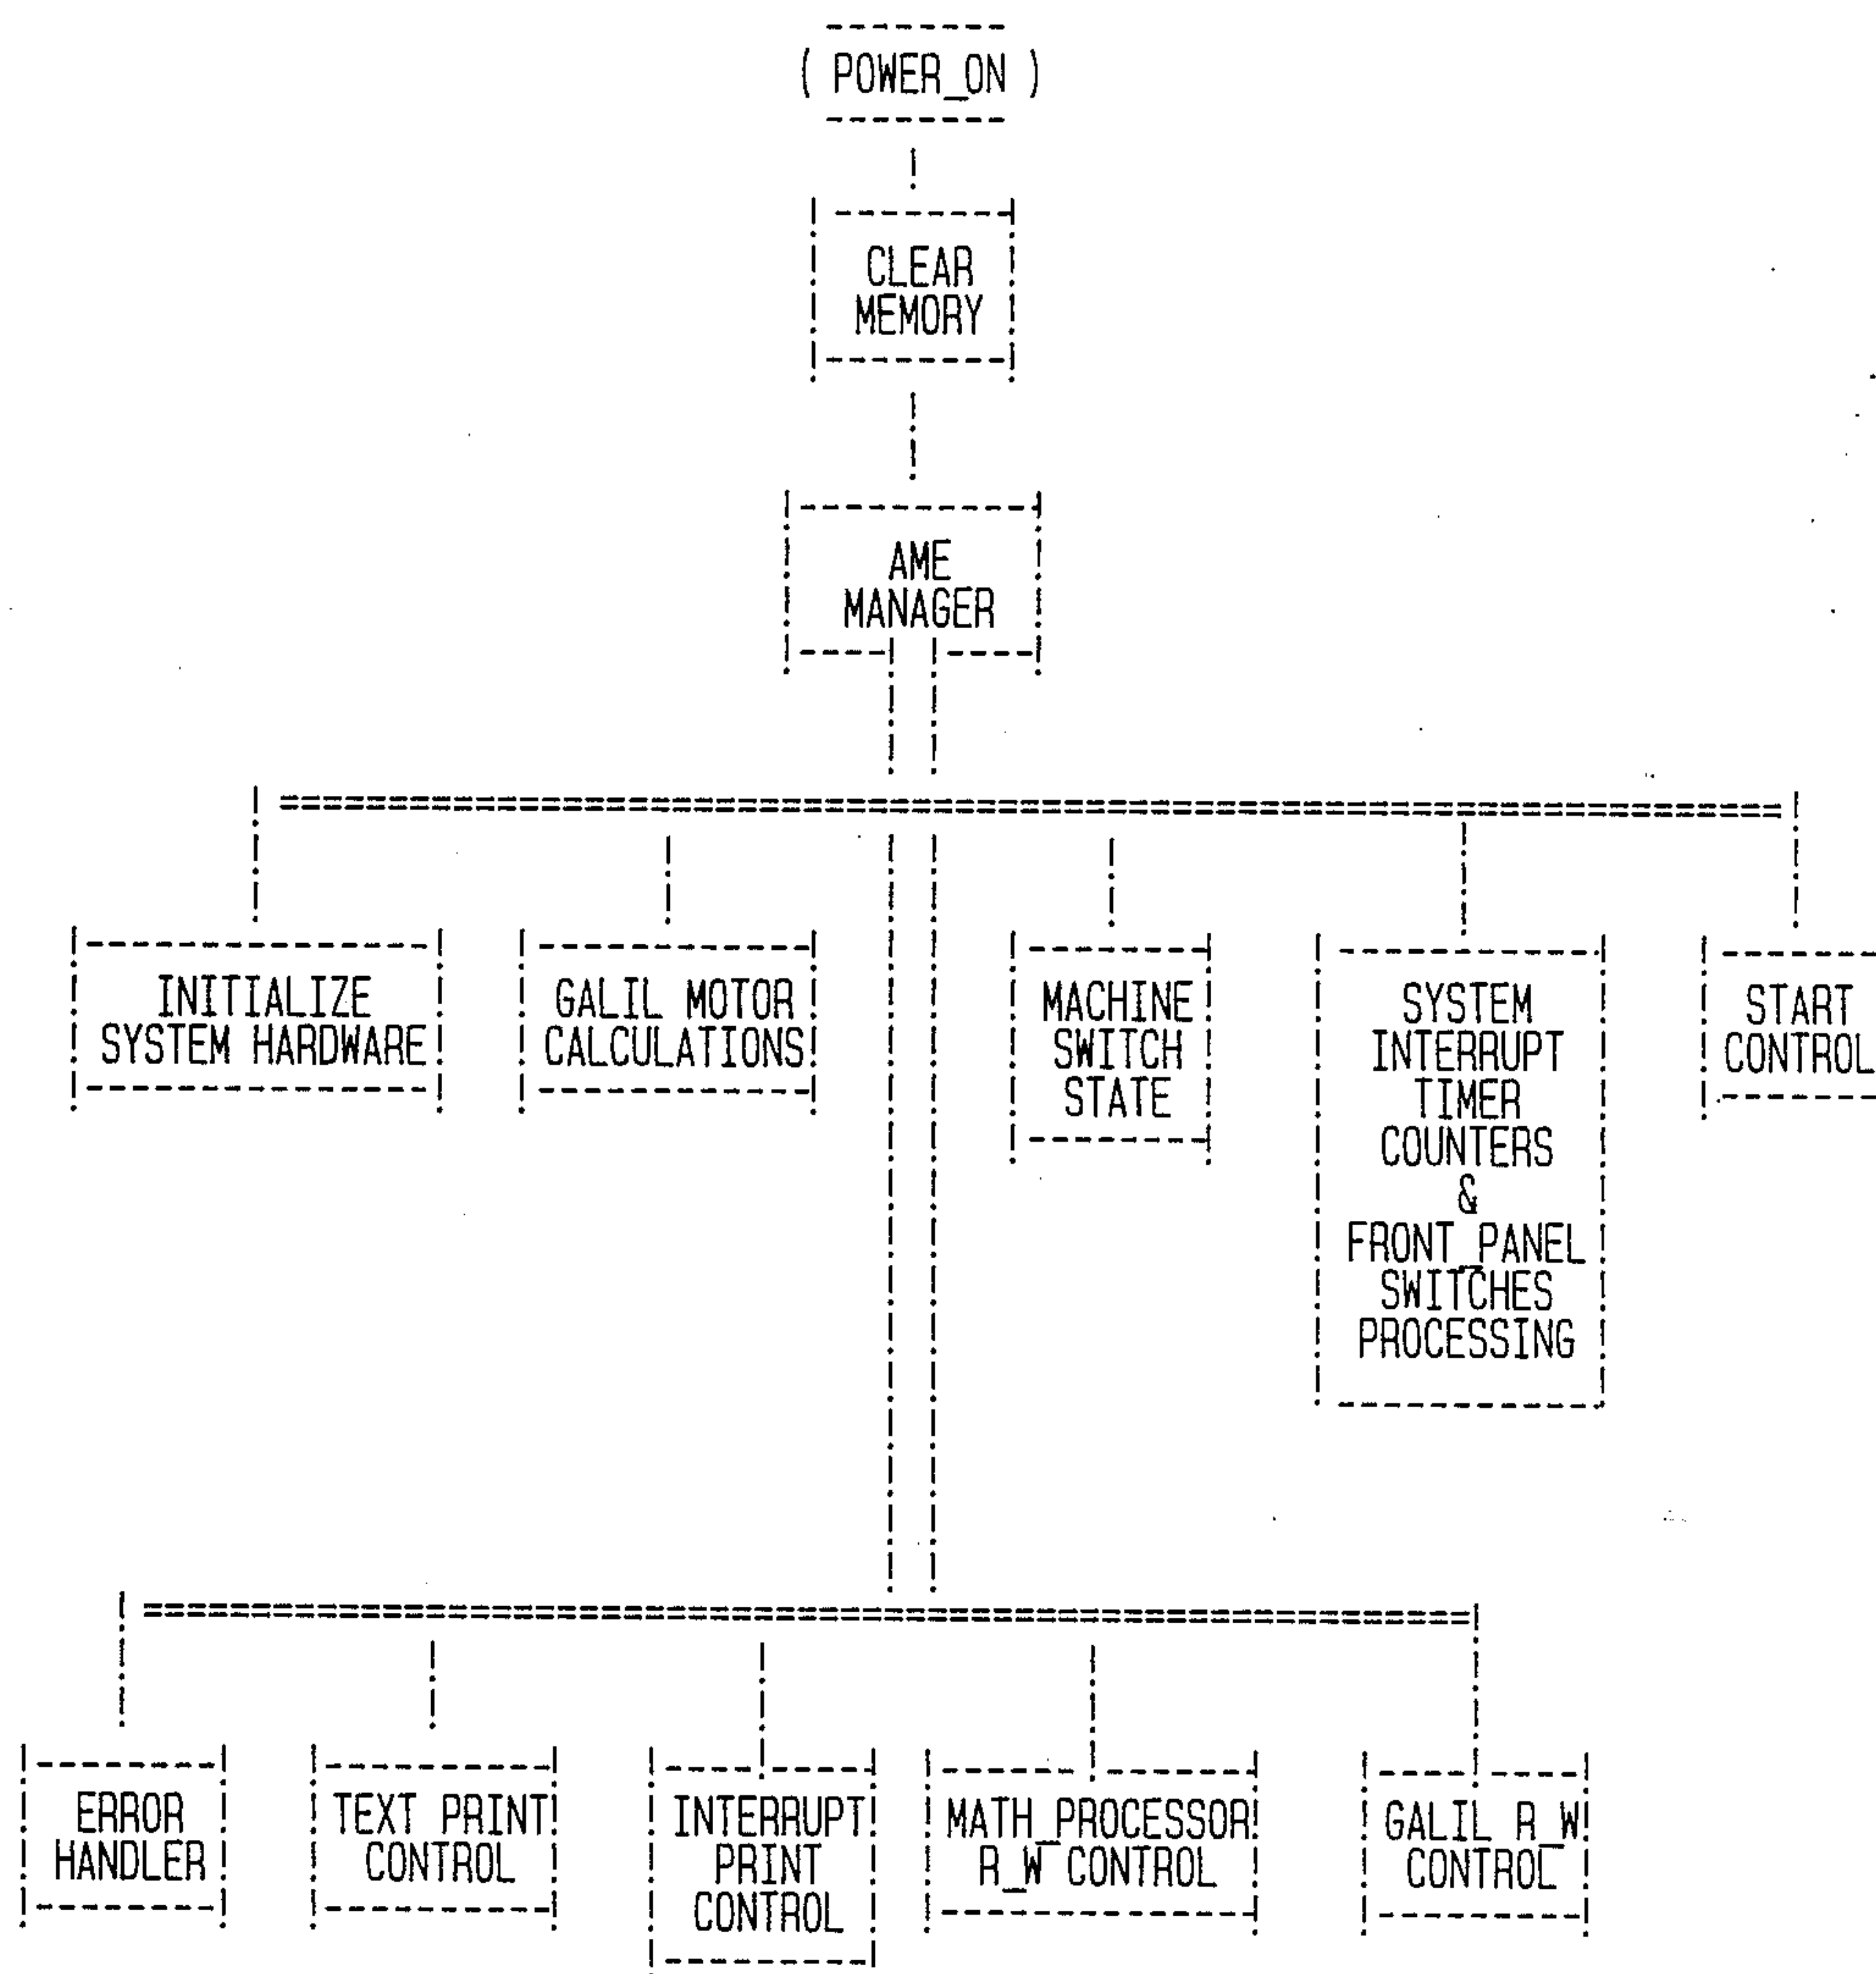 ( POWER_ON )
CLEAR
MEMORY
AME
MANAGER
INITIALIZE
SYSTEM HARDWARE
GALIL MOTOR
CALCULATIONS
MACHINE
SWITCH
STATE
SYSTEM
INTERRUPT
TIMER
COUNTERS
&
FRONT_PANEL
SWITCHES
PROCESSING
START
CONTROL
ERROR
HANDLER
TEXT PRINT
CONTROL
INTERRUPT
PRINT
CONTROL
MATH_PROCESSOR
R_W CONTROL
GALIL R_W
CONTROL